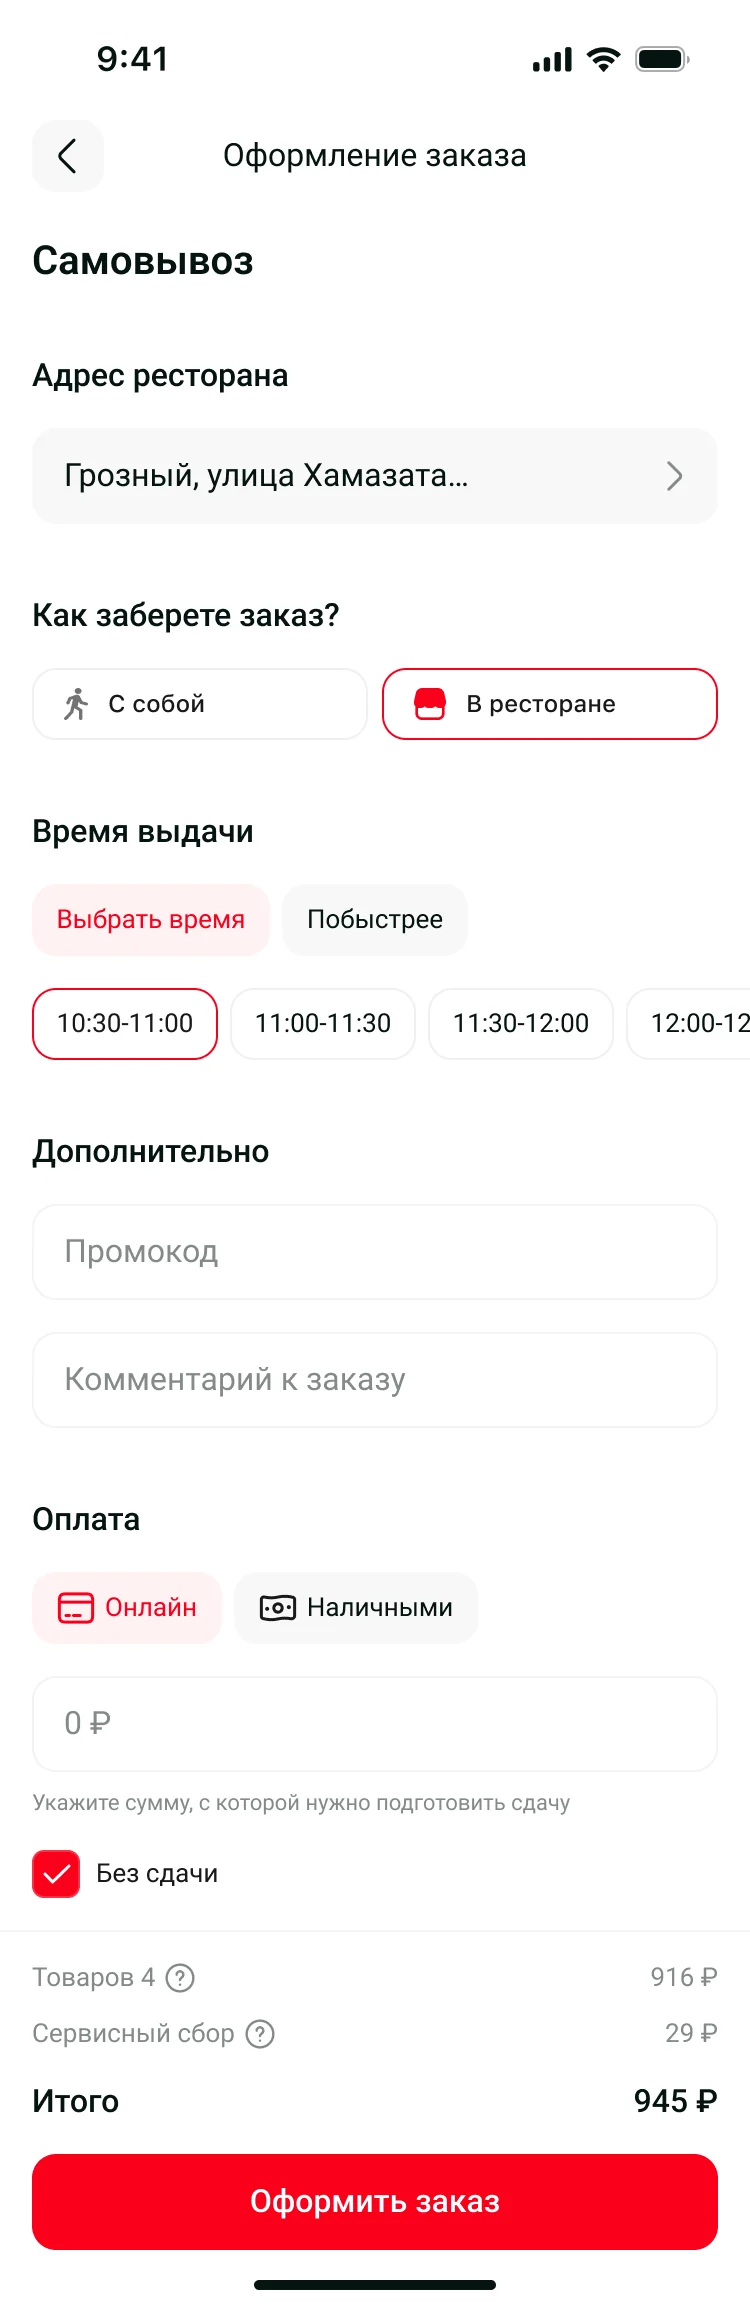 9:41
Оформление заказа
Самовывоз
Адрес ресторана
Грозный, улица Хамазата...
Как заберете заказ?
С собой
В ресторане
Время выдачи
Выбрать время
Побыстрее
10:30-11:00
11:00-11:30
11:30-12:00
12:00-12
Дополнительно
Промокод
Комментарий к заказу
Оплата
Онлайн
Наличными
0 ₽
Укажите сумму, с которой нужно подготовить сдачу
Без сдачи
Товаров 4 ? 916 ₽
Сервисный сбор ? 29 ₽
Итого 945 ₽
Оформить заказ